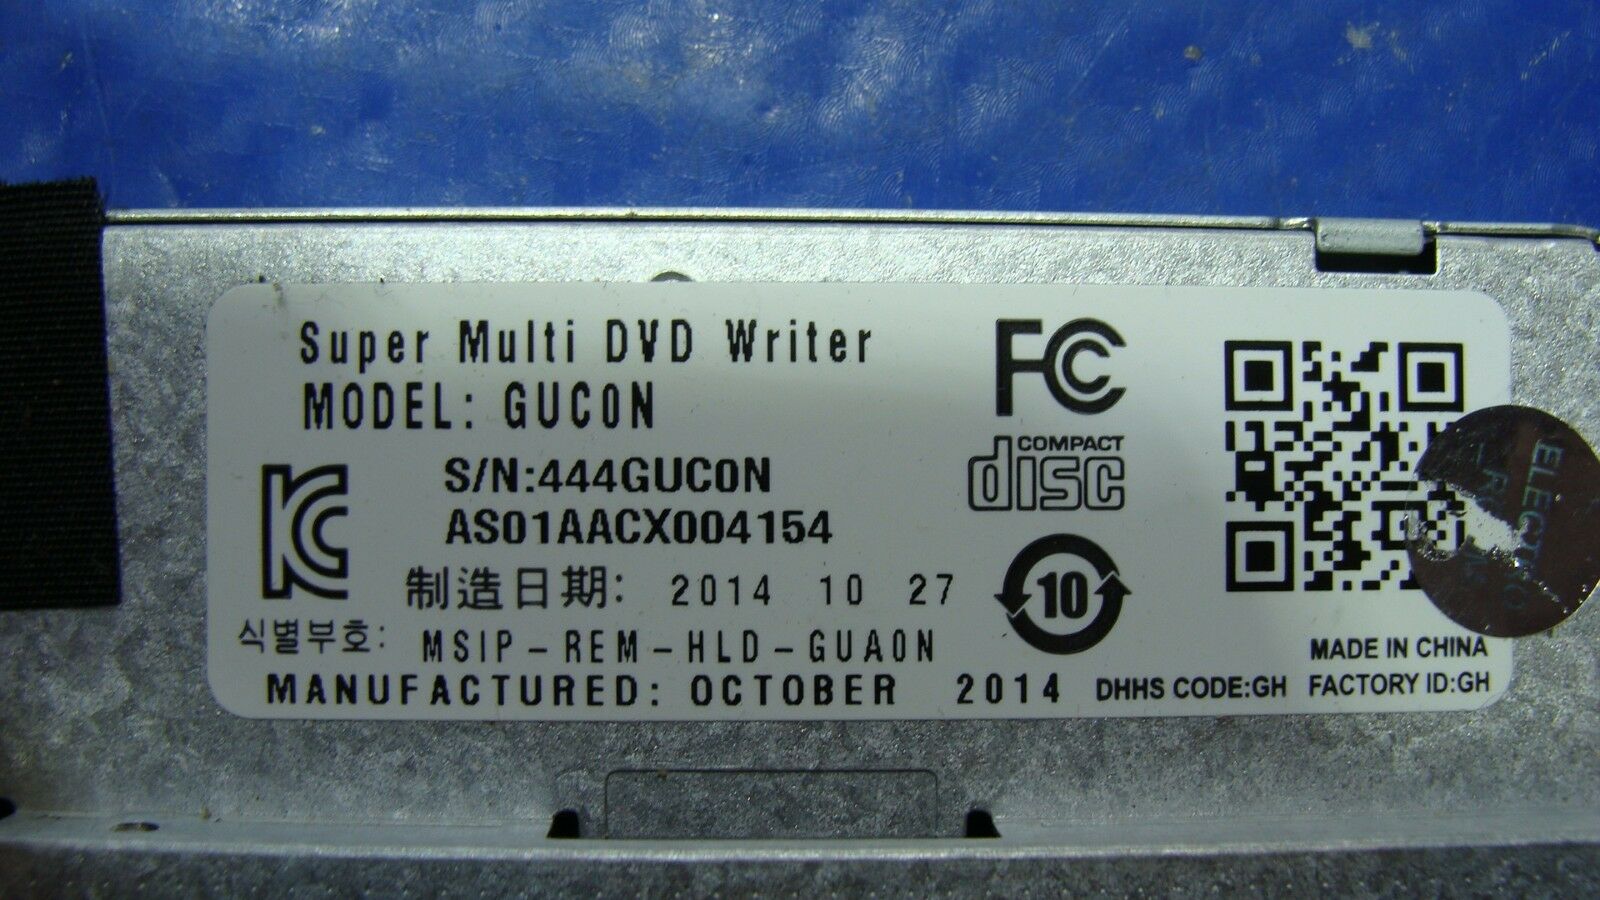 Super Multi DVD Writer
MODEL: GUC0N
FC
COMPACT
disc
S/N:444GUC0N
AS01AACX004154
制造日期: 2014 10 27
10
식별부호: MSIP-REM-HLD-GUA0N
MADE IN CHINA
MANUFACTURED: OCTOBER 2014 DHHS CODE:GH FACTORY ID:GH